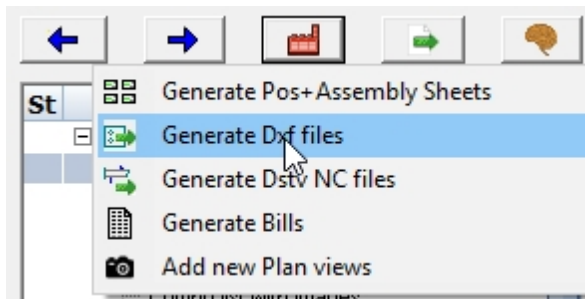 St
Generate Pos+Assembly Sheets
Generate Dxf files
Generate Dstv NC files
Generate Bills
Add new Plan views